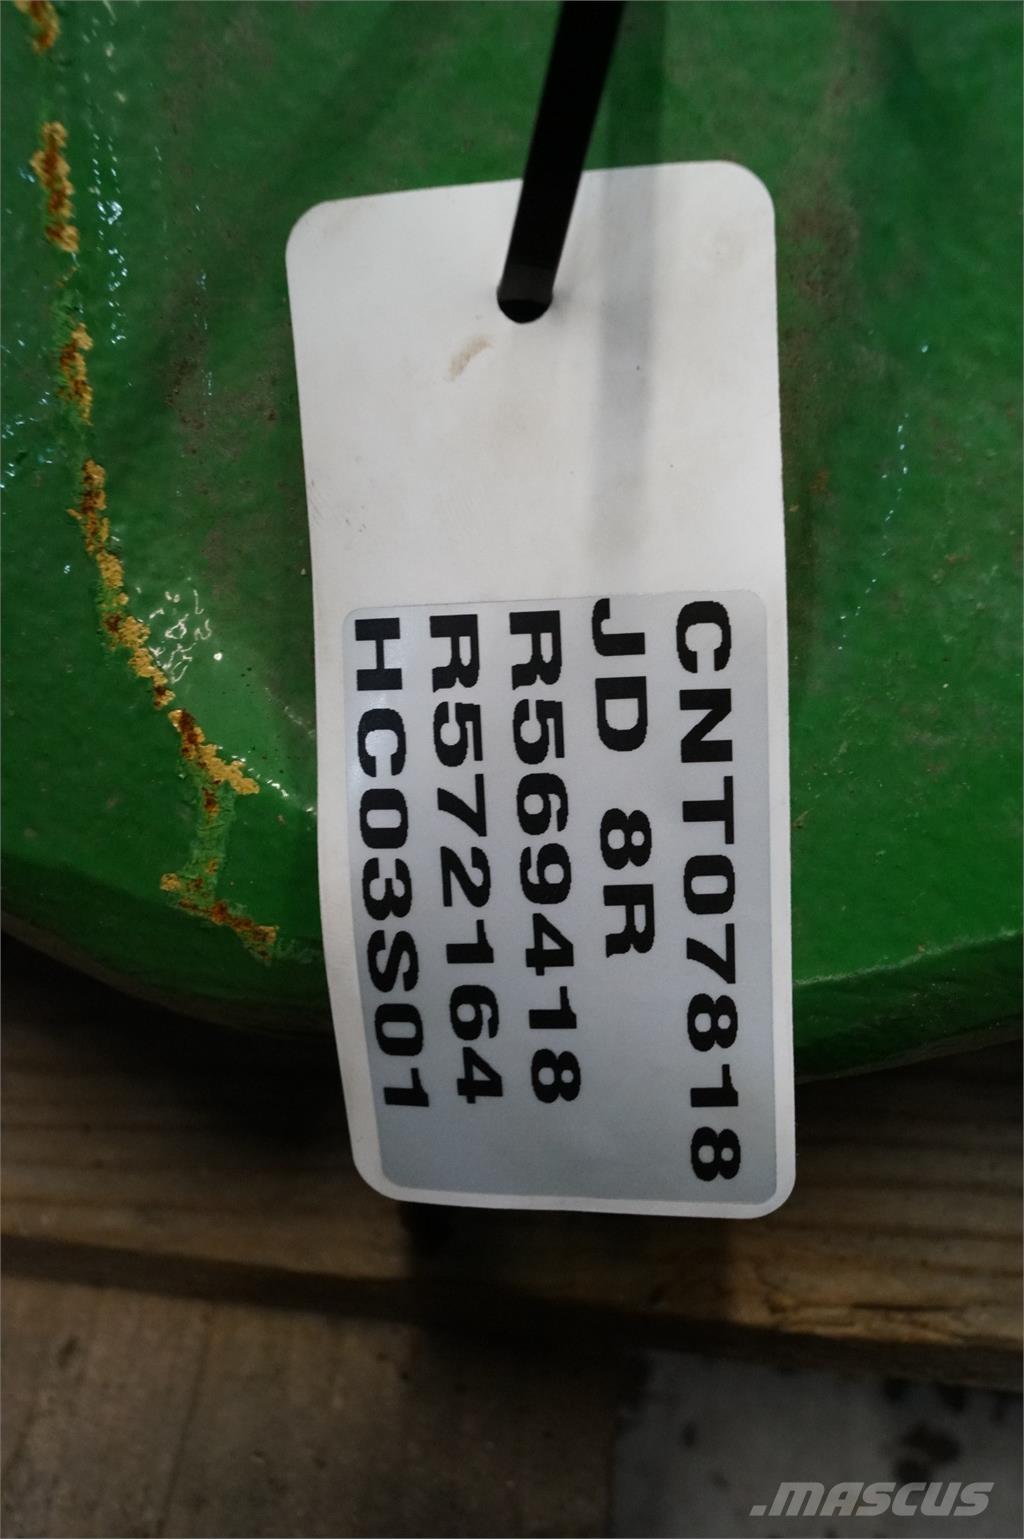 CNT07818
JD 8R
R569418
R572164
HC03S01
.MASCUS